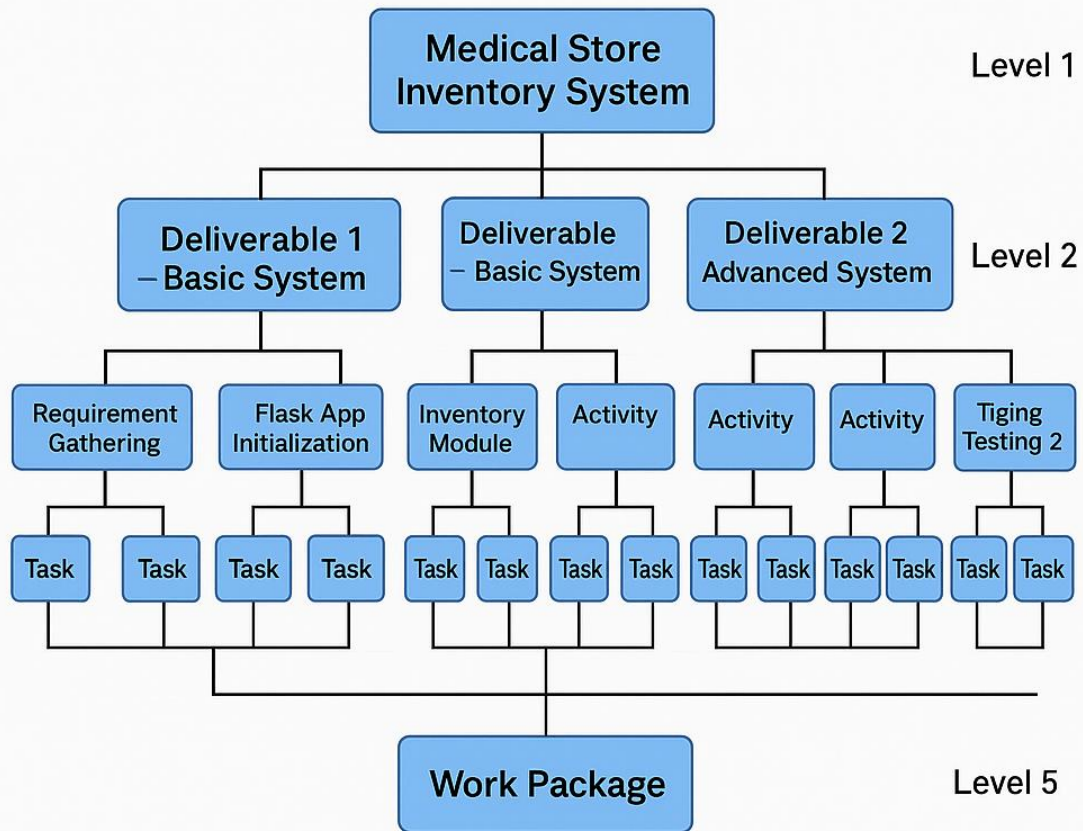 Medical Store
Inventory System
Level 1
Deliverable 1
– Basic System
Deliverable
– Basic System
Deliverable 2
Advanced System
Level 2
Requirement
Gathering
Flask App
Initialization
Inventory
Module
Activity
Activity
Activity
Tiging
Testing 2
Task
Task
Task
Task
Task
Task
Task
Task
Task
Task
Task
Task
Task
Task
Work Package
Level 5